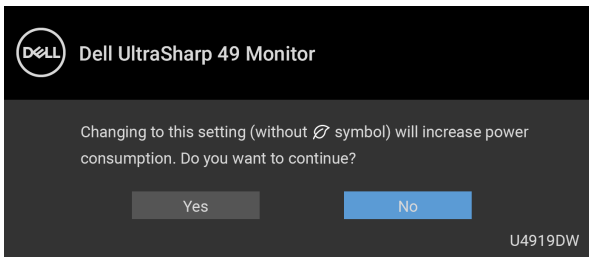 DELL Dell UltraSharp 49 Monitor
Changing to this setting (without symbol) will increase power
consumption. Do you want to continue?
Yes No
U4919DW